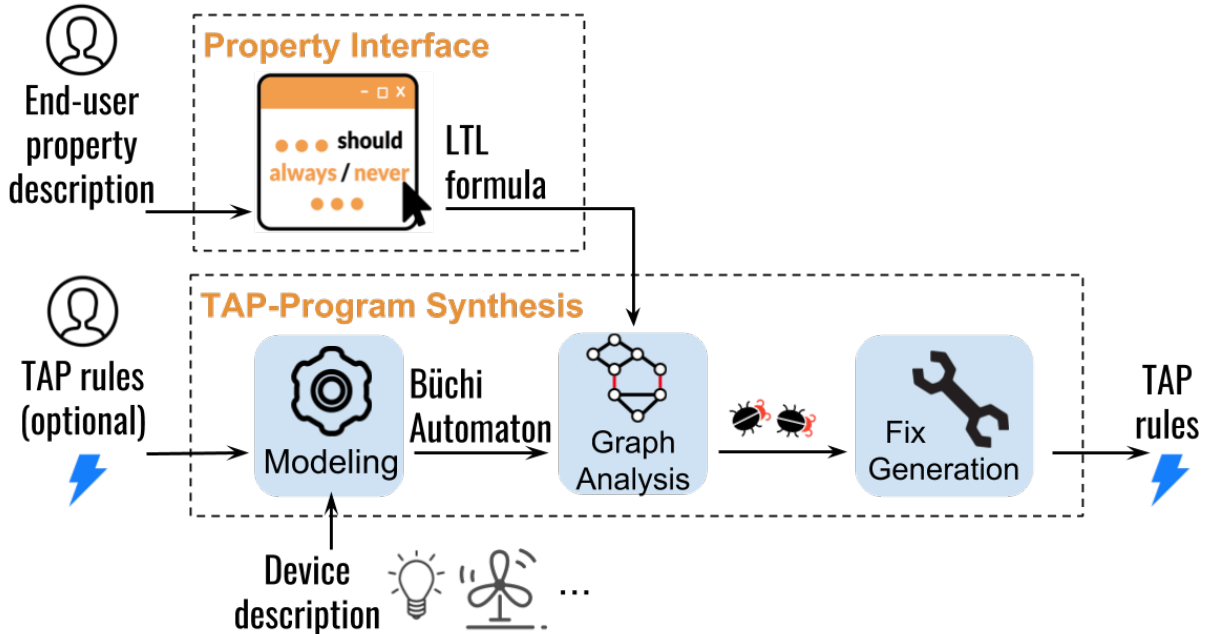 Property Interface
End-user
property
description
- □ X
●●● should
always / never
●●●
LTL
formula
TAP-Program Synthesis
TAP rules
(optional)
Modeling
Büchi
Automaton
Graph
Analysis
Fix
Generation
TAP
rules
Device
description
...